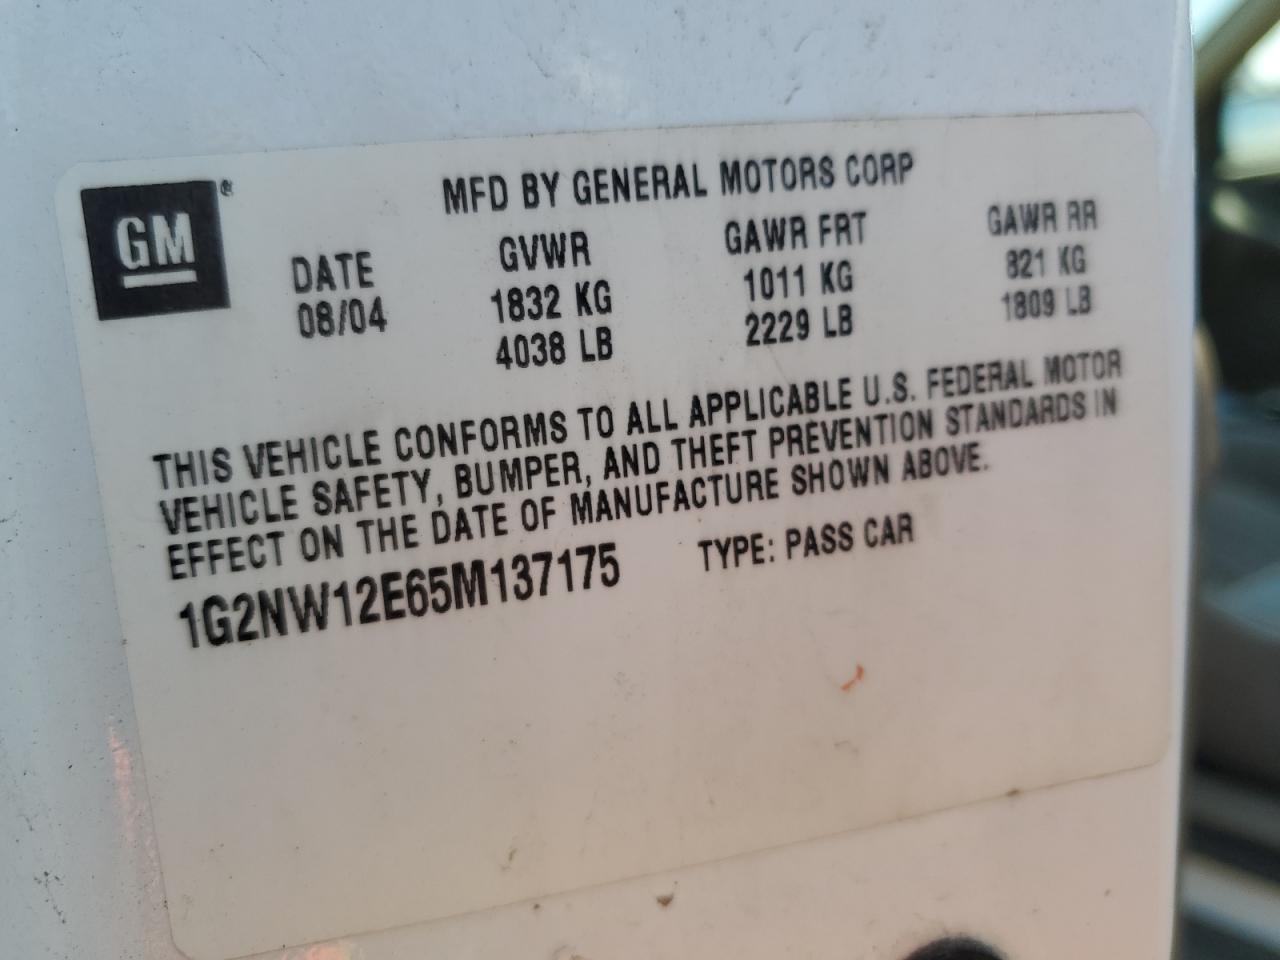 GM®
MFD BY GENERAL MOTORS CORP
DATE GVWR GAWR FRT GAWR RR
08/04 1832 KG 1011 KG 821 KG
4038 LB 2229 LB 1809 LB
THIS VEHICLE CONFORMS TO ALL APPLICABLE U.S. FEDERAL MOTOR
VEHICLE SAFETY, BUMPER, AND THEFT PREVENTION STANDARDS IN
EFFECT ON THE DATE OF MANUFACTURE SHOWN ABOVE.
1G2NW12E65M137175 TYPE: PASS CAR